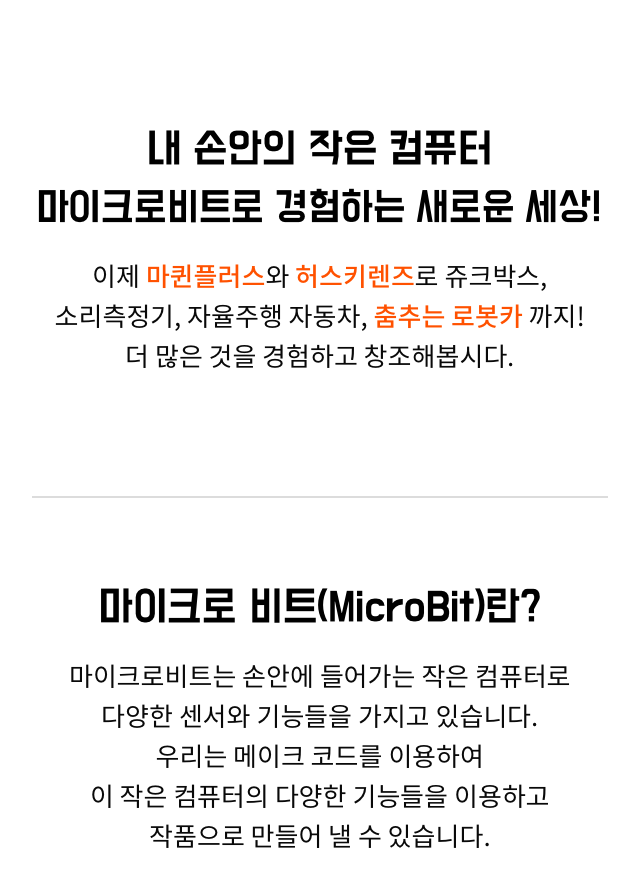 내 손안의 작은 컴퓨터
마이크로비트로 경험하는 새로운 세상!
이제 마퀸플러스와 허스키렌즈로 쥬크박스,
소리측정기, 자율주행 자동차, 춤추는 로봇카 까지!
더 많은 것을 경험하고 창조해봅시다.
마이크로 비트(MicroBit)란?
마이크로비트는 손안에 들어가는 작은 컴퓨터로
다양한 센서와 기능들을 가지고 있습니다.
우리는 메이크 코드를 이용하여
이 작은 컴퓨터의 다양한 기능들을 이용하고
작품으로 만들어 낼 수 있습니다.